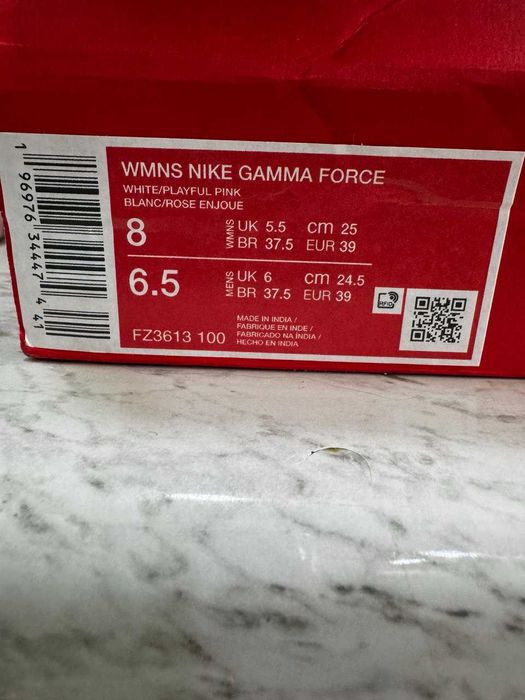 WMNS NIKE GAMMA FORCE
WHITE/PLAYFUL PINK
BLANC/ROSE ENJOUE
8 WMNS UK 5.5 cm 25
BR 37.5 EUR 39
6.5 MENS UK 6 cm 24.5
BR 37.5 EUR 39
RFID
MADE IN INDIA /
FABRIQUE EN INDE /
FABRICADO NA ÍNDIA /
HECHO EN INDIA
FZ3613 100
1 96976 34447 441